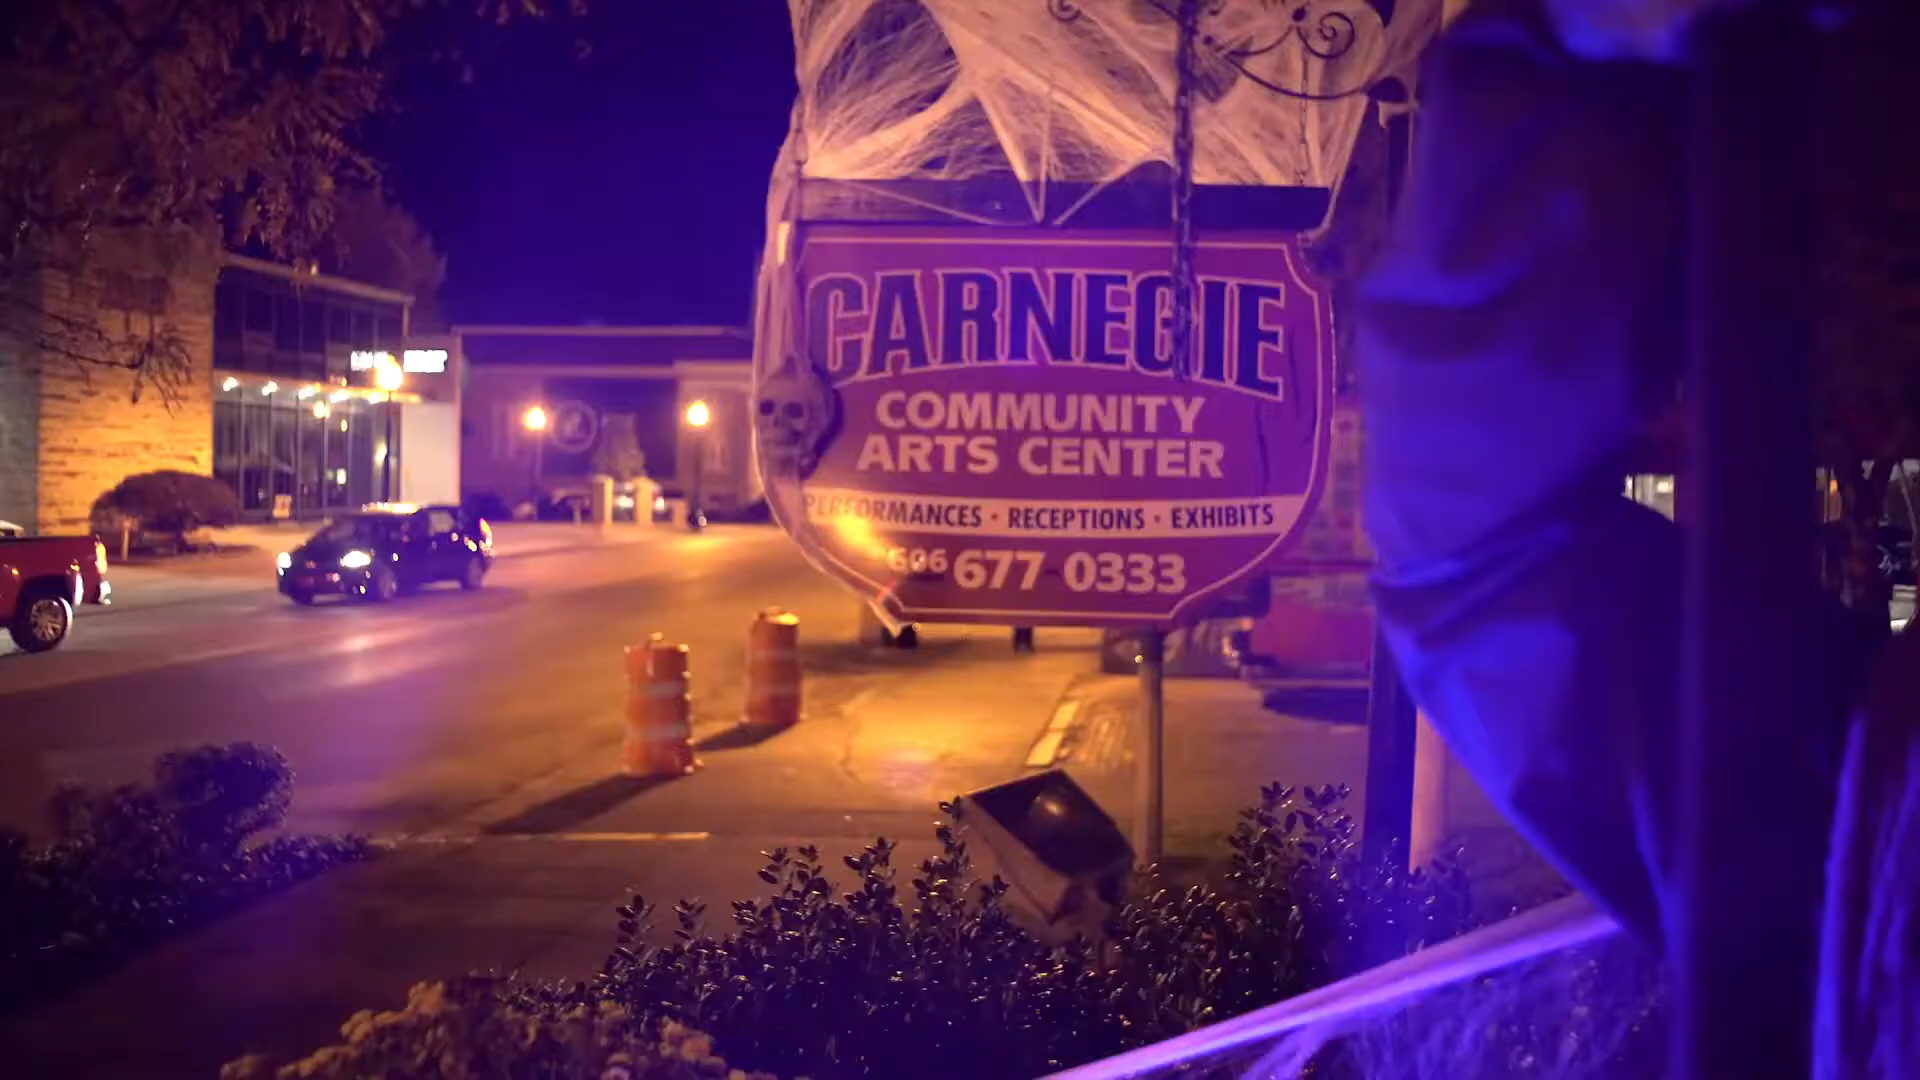 CARNEGIE
COMMUNITY
ARTS CENTER
PERFORMANCES • RECEPTIONS • EXHIBITS
606 677 0333